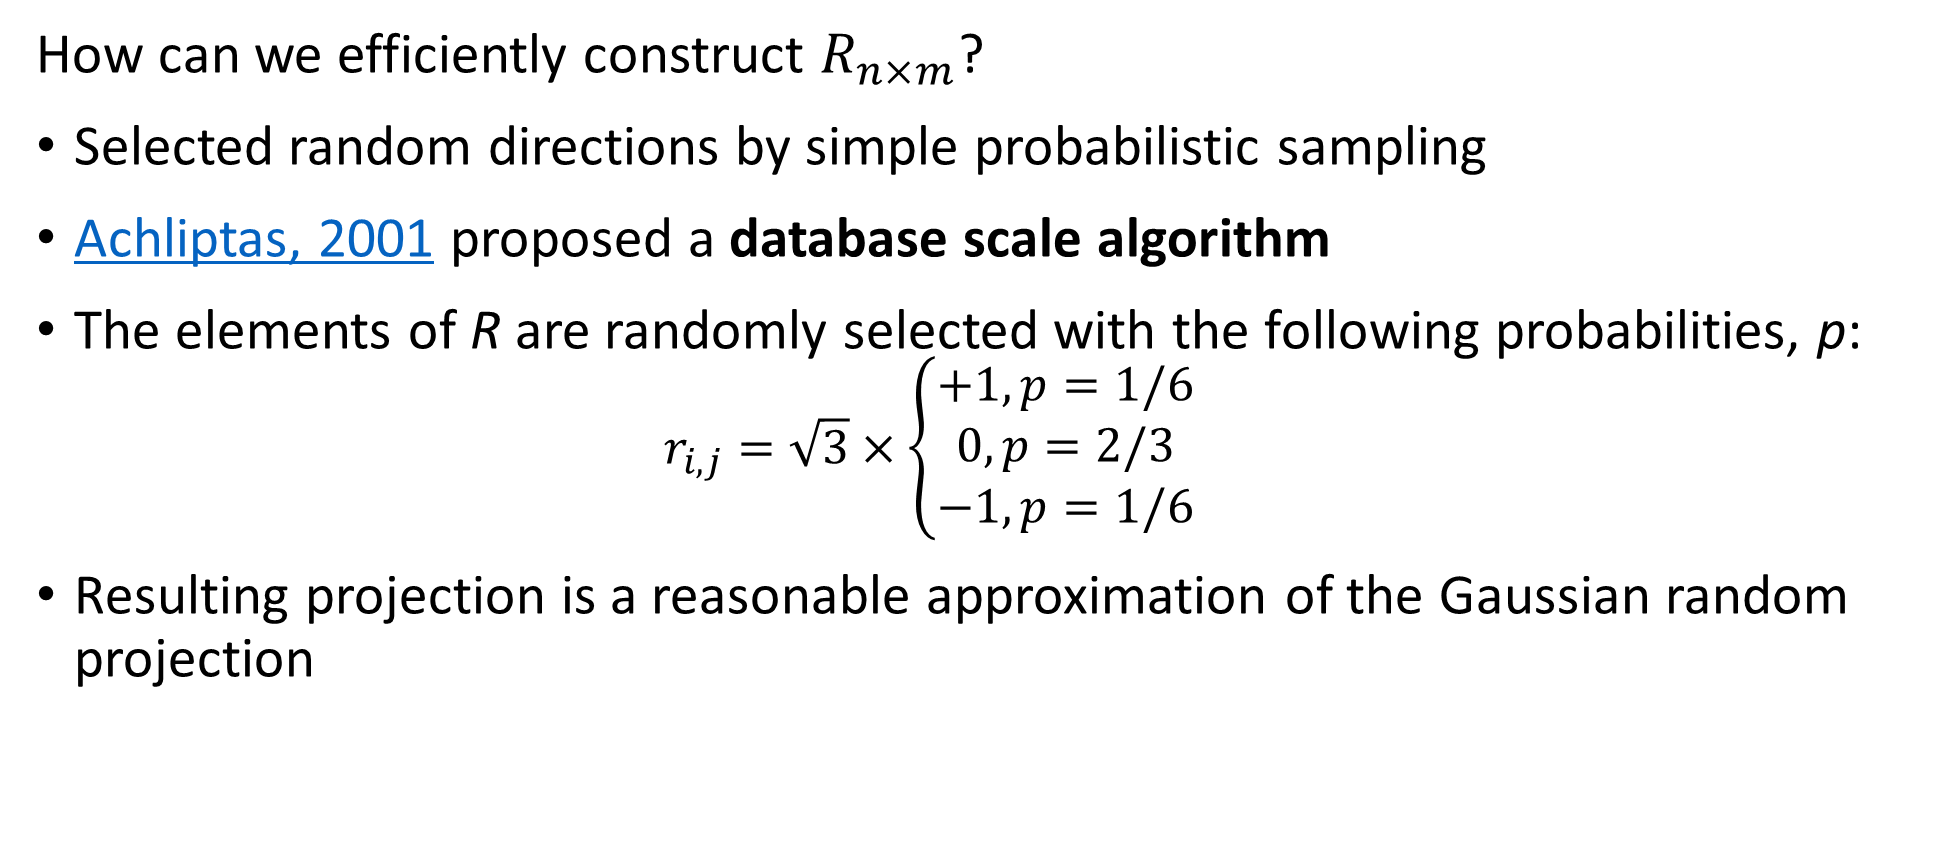 How can we efficiently construct R_{n×m}?
• Selected random directions by simple probabilistic sampling
• Achliptas, 2001 proposed a database scale algorithm
• The elements of R are randomly selected with the following probabilities, p:
r_{i,j} = √3 × { +1, p = 1/6
0, p = 2/3
−1, p = 1/6
• Resulting projection is a reasonable approximation of the Gaussian random
projection